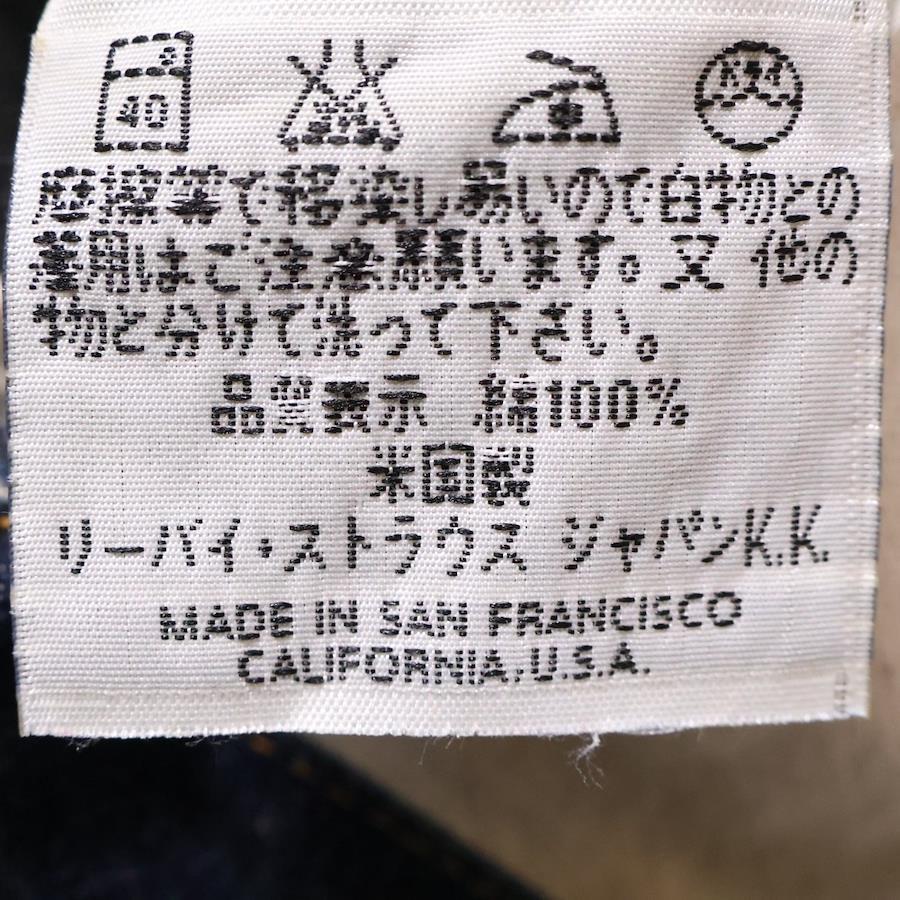 40
摩擦等で移染し易いので白物との
着用はご注意願います。又 他の
物と分けて洗って下さい。
品質表示 綿100%
米国製
リーバイ・ストラウス ジャパンK.K.
MADE IN SAN FRANCISCO
CALIFORNIA.U.S.A.